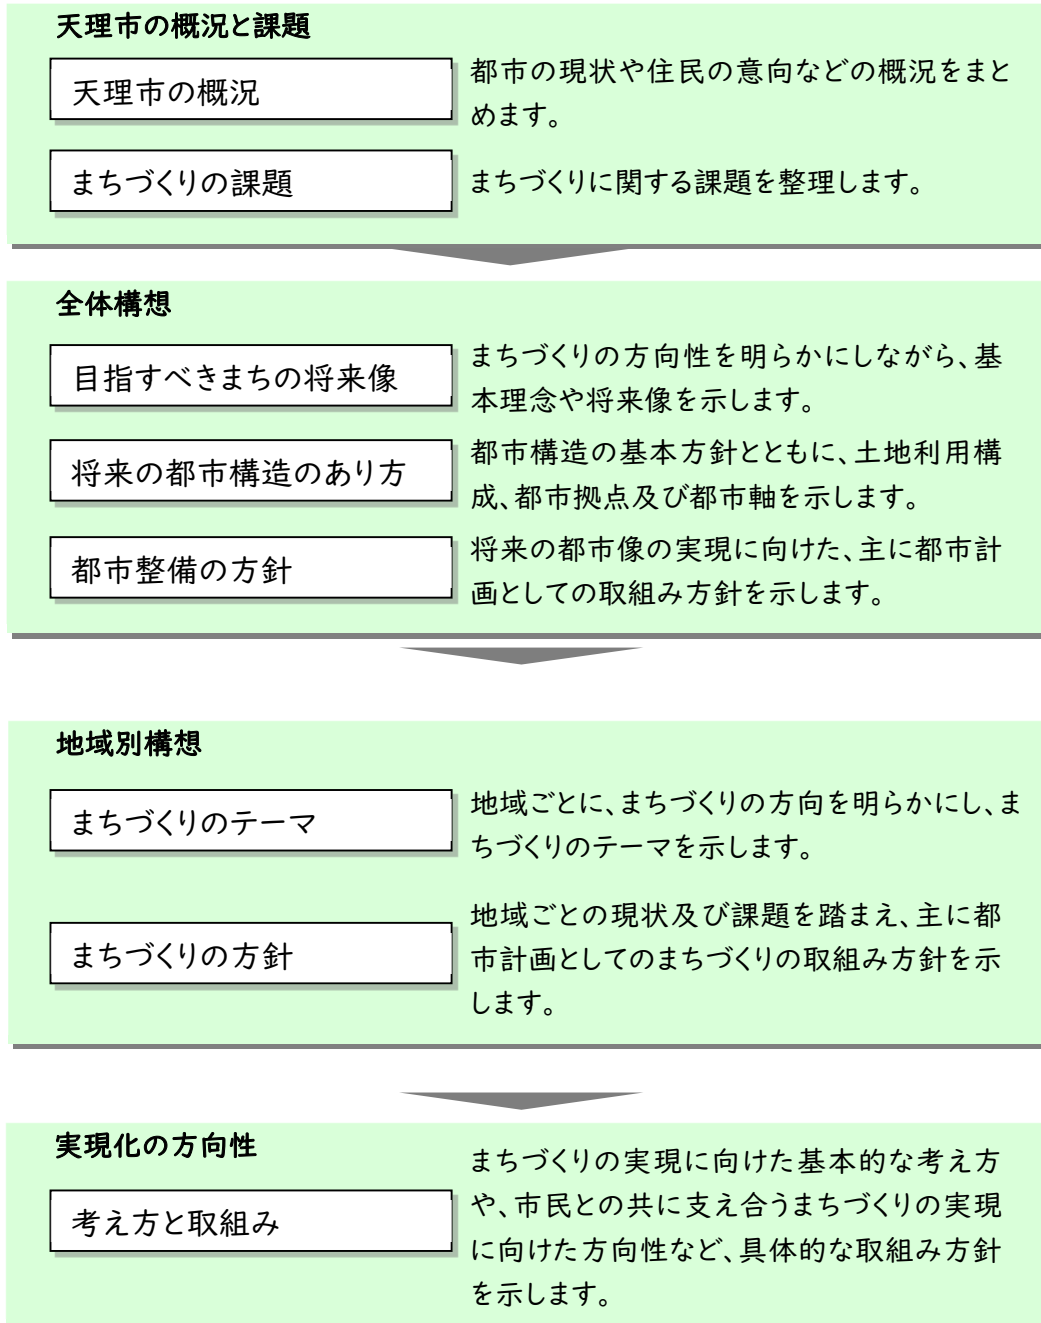 天理市の概況と課題
天理市の概況
都市の現状や住民の意向などの概況をまと
めます。
まちづくりの課題
まちづくりに関する課題を整理します。
全体構想
目指すべきまちの将来像
まちづくりの方向性を明らかにしながら、基
本理念や将来像を示します。
将来の都市構造のあり方
都市構造の基本方針とともに、土地利用構
成、都市拠点及び都市軸を示します。
都市整備の方針
将来の都市像の実現に向けた、主に都市計
画としての取組み方針を示します。
地域別構想
まちづくりのテーマ
地域ごとに、まちづくりの方向を明らかにし、ま
ちづくりのテーマを示します。
まちづくりの方針
地域ごとの現状及び課題を踏まえ、主に都
市計画としてのまちづくりの取組み方針を示
します。
実現化の方向性
考え方と取組み
まちづくりの実現に向けた基本的な考え方
や、市民との共に支え合うまちづくりの実現
に向けた方向性など、具体的な取組み方針
を示します。